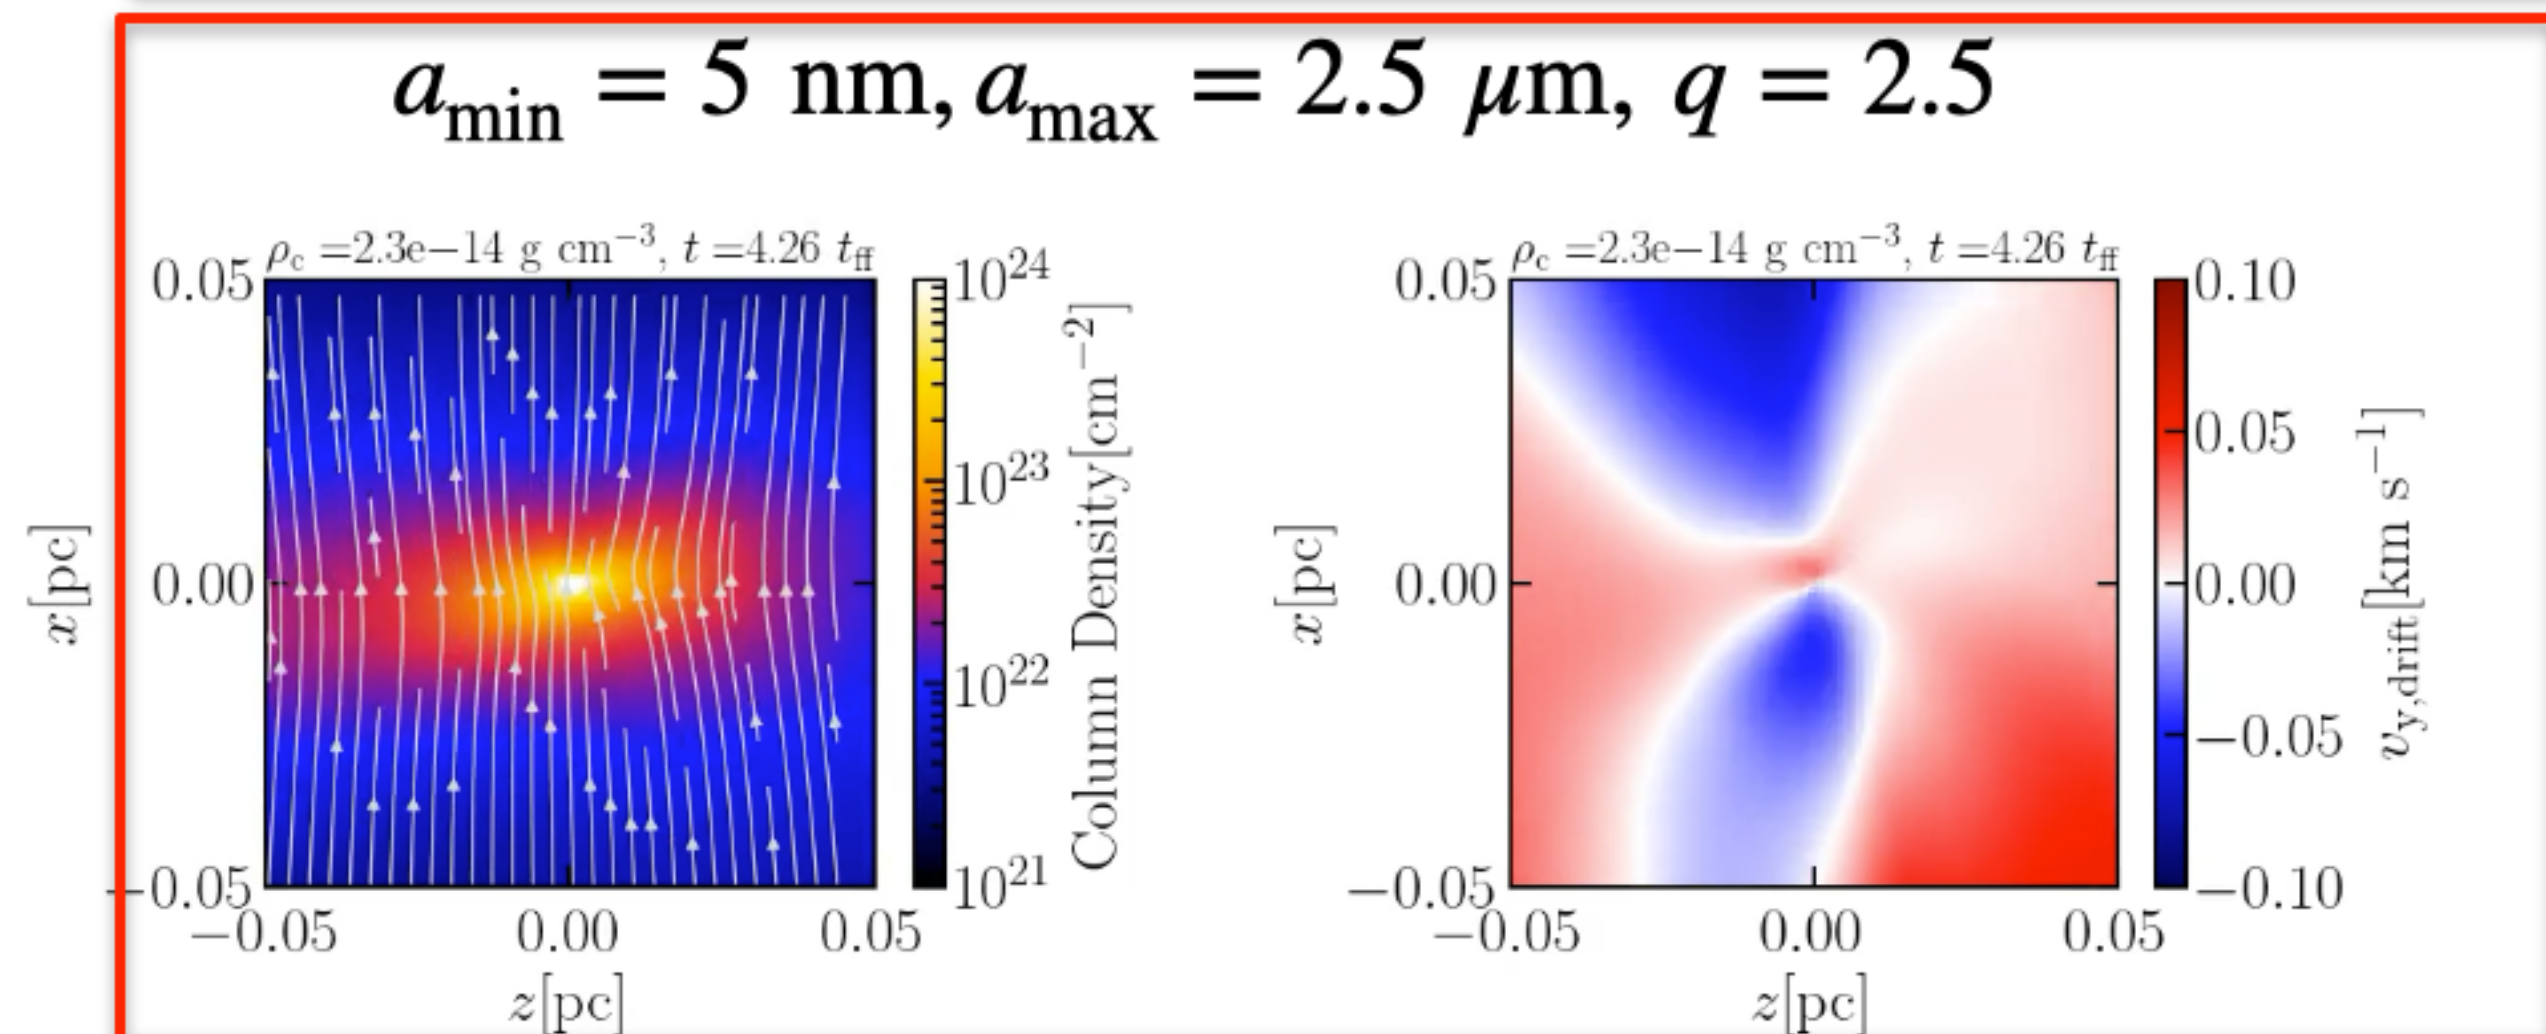 a_min = 5 nm, a_max = 2.5 μm, q = 2.5
ρ_c =2.3e−14 g cm^−3, t =4.26 t_ff
0.05
0.00
−0.05
x[pc]
−0.05 0.00 0.05
z[pc]
10^24
10^23
10^22
10^21
Column Density[cm^−2]
ρ_c =2.3e−14 g cm^−3, t =4.26 t_ff
0.05
0.00
−0.05
x[pc]
−0.05 0.00 0.05
z[pc]
0.10
0.05
0.00
−0.05
−0.10
v_y,drift[km s^−1]